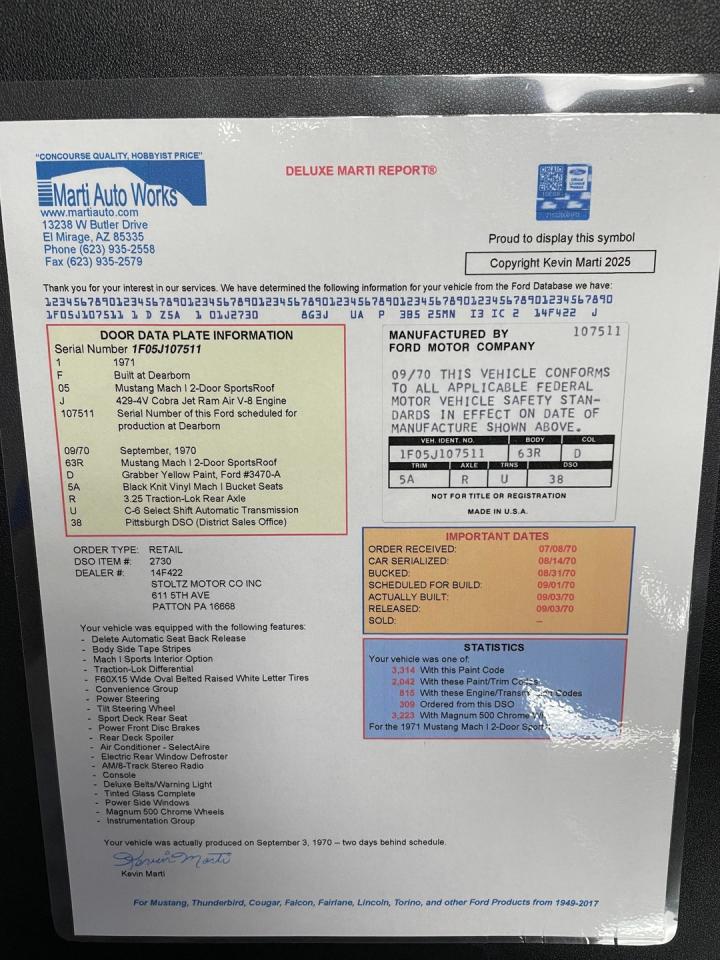 "CONCOURSE QUALITY, HOBBYIST PRICE"
Marti Auto Works
www.martiauto.com
13238 W Butler Drive
El Mirage, AZ 85335
Phone (623) 935-2558
Fax (623) 935-2579
DELUXE MARTI REPORT®
Proud to display this symbol
Copyright Kevin Marti 2025
Thank you for your interest in our services. We have determined the following information for your vehicle from the Ford Database we have:
12345678901234567890123456789012345678901234567890123456789012345678901234567890
1F05J107511 1 D Z5A 1 01J2730 8G3J UA P 3B5 25MN I3 IC 2 14F422 J
DOOR DATA PLATE INFORMATION
Serial Number 1F05J107511
1 1971
F Built at Dearborn
05 Mustang Mach I 2-Door SportsRoof
J 429-4V Cobra Jet Ram Air V-8 Engine
107511 Serial Number of this Ford scheduled for
production at Dearborn
09/70 September, 1970
63R Mustang Mach I 2-Door SportsRoof
D Grabber Yellow Paint, Ford #3470-A
5A Black Knit Vinyl Mach I Bucket Seats
R 3.25 Traction-Lok Rear Axle
U C-6 Select Shift Automatic Transmission
38 Pittsburgh DSO (District Sales Office)
MANUFACTURED BY 107511
FORD MOTOR COMPANY
09/70 THIS VEHICLE CONFORMS
TO ALL APPLICABLE FEDERAL
MOTOR VEHICLE SAFETY STAN-
DARDS IN EFFECT ON DATE OF
MANUFACTURE SHOWN ABOVE.
VEH. IDENT. NO. BODY COL
1F05J107511 63R D
TRIM AXLE TRNS DSO
5A R U 38
NOT FOR TITLE OR REGISTRATION
MADE IN U.S.A.
ORDER TYPE: RETAIL
DSO ITEM #: 2730
DEALER #: 14F422
STOLTZ MOTOR CO INC
611 5TH AVE
PATTON PA 16668
IMPORTANT DATES
ORDER RECEIVED: 07/08/70
CAR SERIALIZED: 08/14/70
BUCKED: 08/31/70
SCHEDULED FOR BUILD: 09/01/70
ACTUALLY BUILT: 09/03/70
RELEASED: 09/03/70
SOLD: --
Your vehicle was equipped with the following features:
- Delete Automatic Seat Back Release
- Body Side Tape Stripes
- Mach I Sports Interior Option
- Traction-Lok Differential
- F60X15 Wide Oval Belted Raised White Letter Tires
- Convenience Group
- Power Steering
- Tilt Steering Wheel
- Sport Deck Rear Seat
- Power Front Disc Brakes
- Rear Deck Spoiler
- Air Conditioner - SelectAire
- Electric Rear Window Defroster
- AM/8-Track Stereo Radio
- Console
- Deluxe Belts/Warning Light
- Tinted Glass Complete
- Power Side Windows
- Magnum 500 Chrome Wheels
- Instrumentation Group
STATISTICS
Your vehicle was one of:
3,314 With this Paint Code
2,042 With these Paint/Trim Codes
815 With these Engine/Transmission Codes
309 Ordered from this DSO
3,223 With Magnum 500 Chrome
For the 1971 Mustang Mach I 2-Door
Your vehicle was actually produced on September 3, 1970 -- two days behind schedule.
Kevin Marti
Kevin Marti
For Mustang, Thunderbird, Cougar, Falcon, Fairlane, Lincoln, Torino, and other Ford Products from 1949-2017